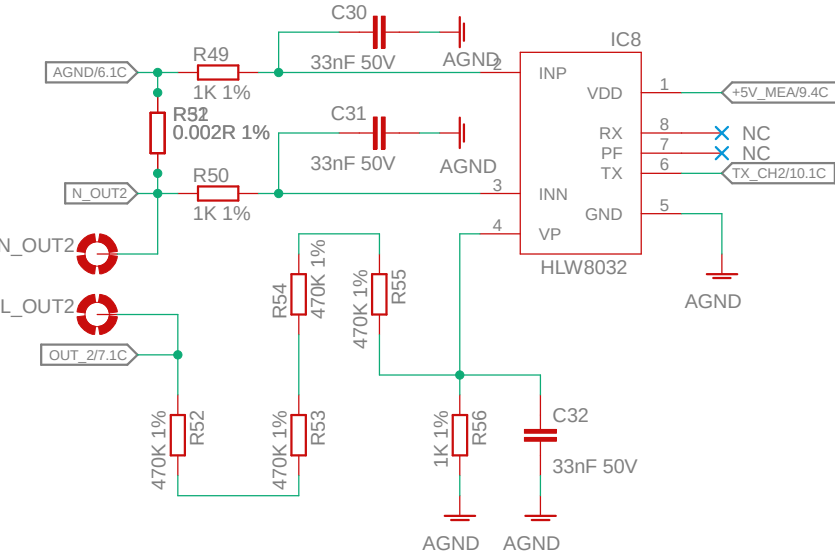 C30
33nF 50V
AGND
AGND/6.1C
R49
1K 1%
0.002R 1%
C31
33nF 50V
AGND
N_OUT2
R50
1K 1%
N_OUT2
L_OUT2
OUT_2/7.1C
IC8
2
INP
3
INN
4
VP
VDD
1
+5V_MEA/9.4C
RX
8
NC
PF
7
NC
TX
6
TX_CH2/10.1C
GND
5
HLW8032
AGND
R54
470K 1%
470K 1%
R55
470K 1%
R52
470K 1%
R53
1K 1%
R56
C32
33nF 50V
AGND
AGND